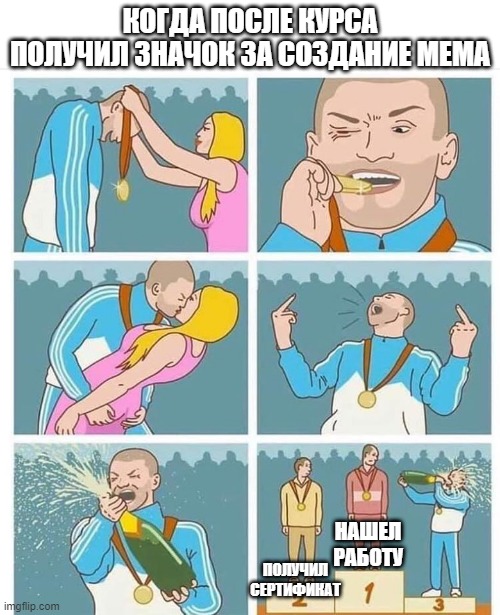 КОГДА ПОСЛЕ КУРСА
ПОЛУЧИЛ ЗНАЧОК ЗА СОЗДАНИЕ МЕМА
НАШЕЛ
РАБОТУ
ПОЛУЧИЛ
СЕРТИФИКАТ
2
1
3
imgflip.com